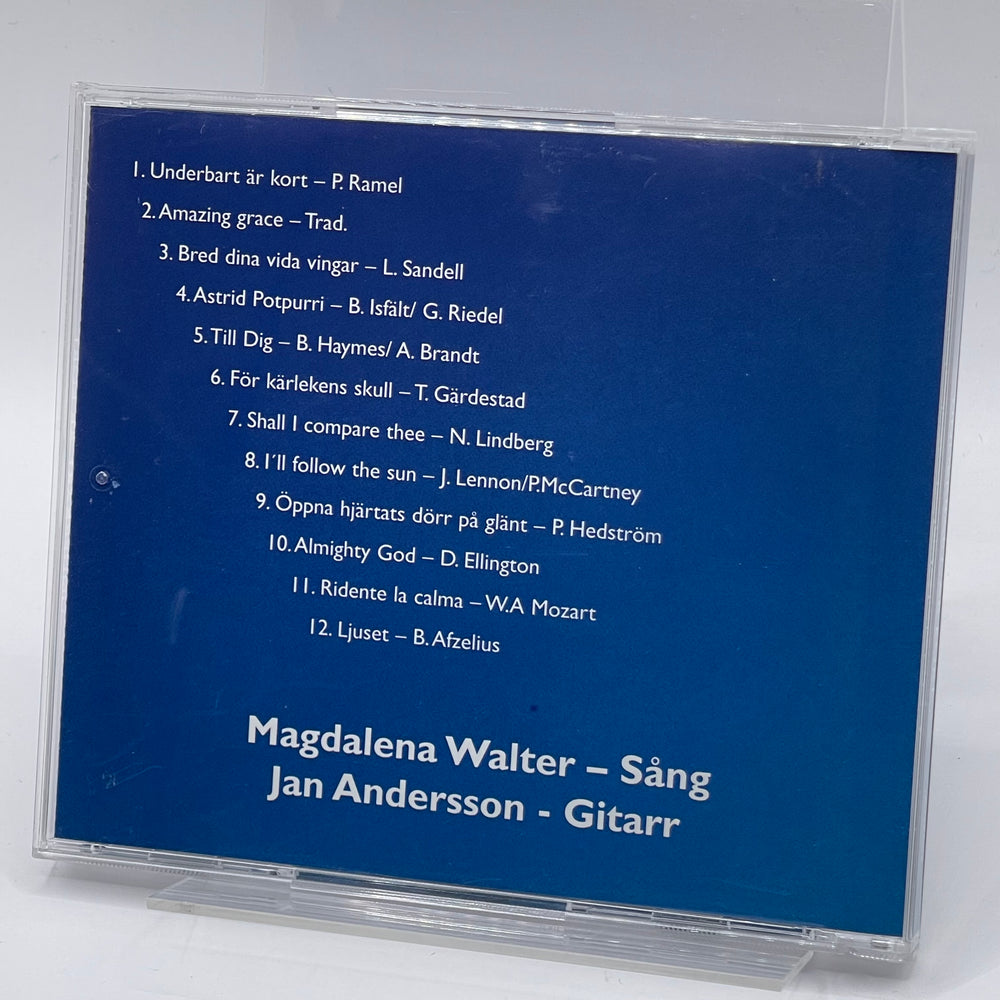 1. Underbart är kort – P. Ramel
2. Amazing grace – Trad.
3. Bred dina vida vingar – L. Sandell
4. Astrid Potpurri – B. Isfält/ G. Riedel
5. Till Dig – B. Haymes/ A. Brandt
6. För kärlekens skull – T. Gärdestad
7. Shall I compare thee – N. Lindberg
8. I´ll follow the sun – J. Lennon/P.McCartney
9. Öppna hjärtats dörr på glänt – P. Hedström
10. Almighty God – D. Ellington
11. Ridente la calma – W.A Mozart
12. Ljuset – B. Afzelius
Magdalena Walter – Sång
Jan Andersson - Gitarr